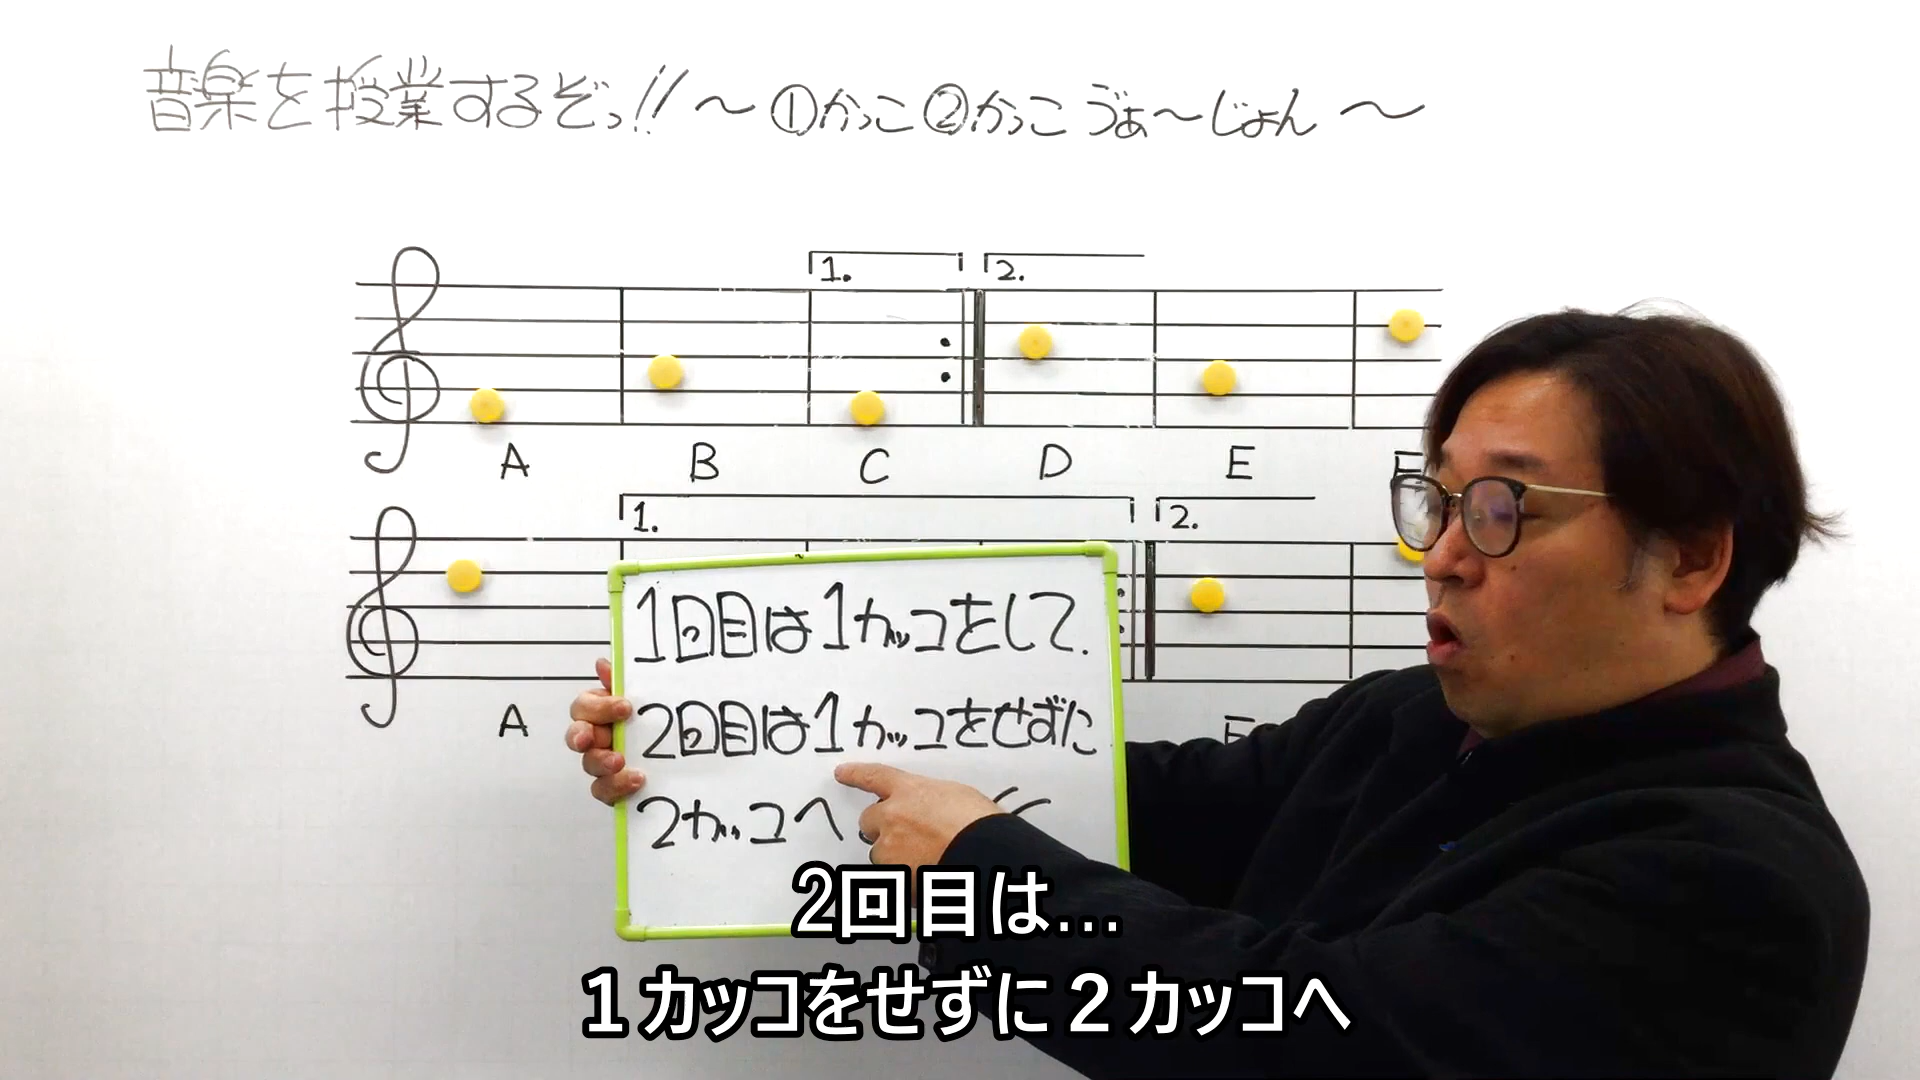 音楽を授業するぞっ!! ～①かっこ②かっこ ゔぁ～じょん ～
1. 2.
A B C D E
1. 2.
A
1回目は1カッコをして.
2回目は1カッコをせずに
2カッコへ
2回目は…
１カッコをせずに２カッコへ